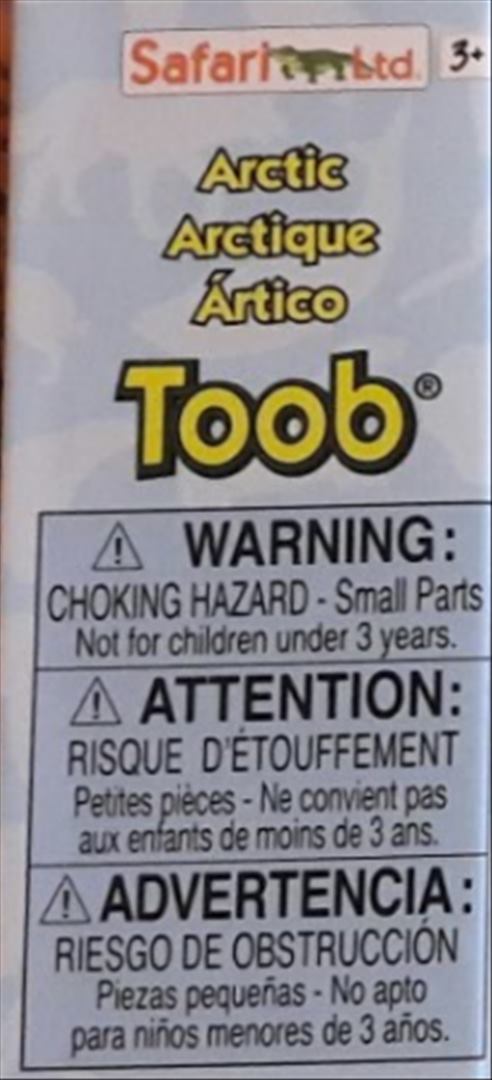 Safari Ltd. 3+
Arctic
Arctique
Ártico
Toob®
WARNING:
CHOKING HAZARD - Small Parts
Not for children under 3 years.
ATTENTION:
RISQUE D'ÉTOUFFEMENT
Petites pièces - Ne convient pas
aux enfants de moins de 3 ans.
ADVERTENCIA:
RIESGO DE OBSTRUCCIÓN
Piezas pequeñas - No apto
para niños menores de 3 años.